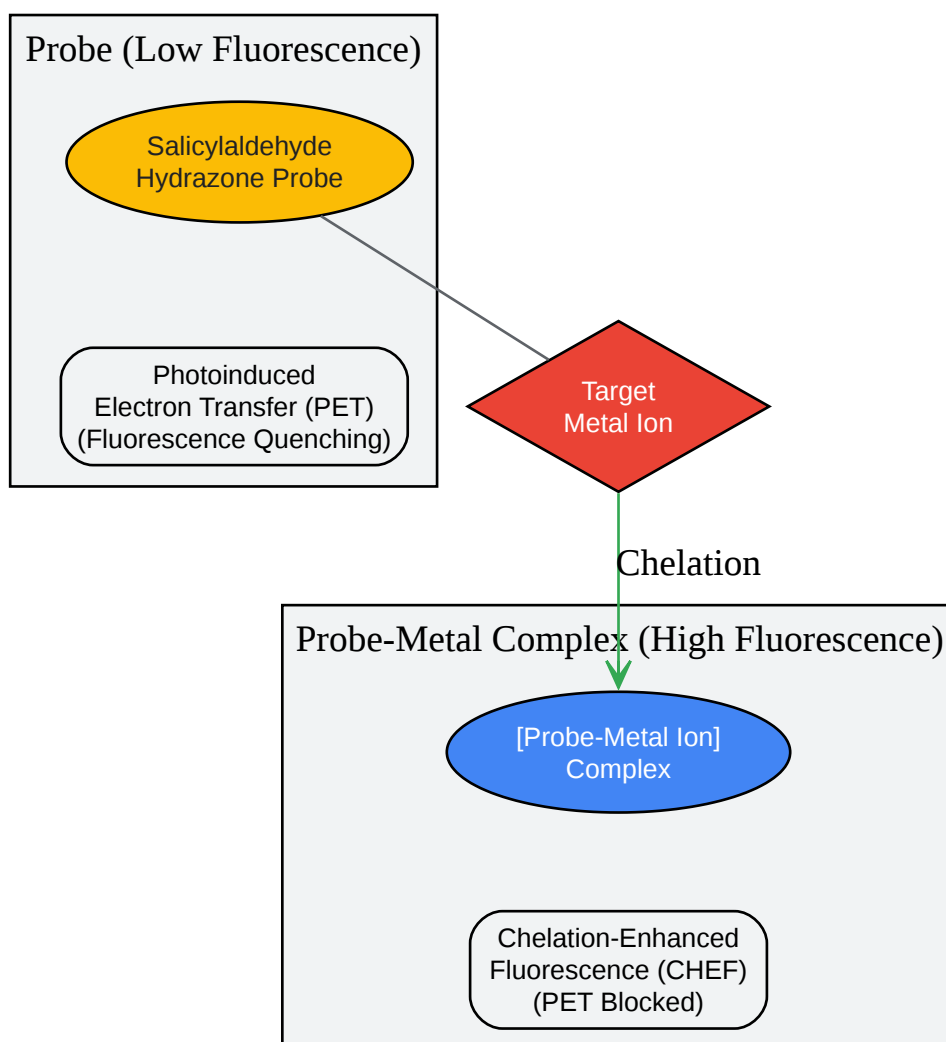 Probe (Low Fluorescence)
Salicylaldehyde
Hydrazone Probe
Photoinduced
Electron Transfer (PET)
(Fluorescence Quenching)
Target
Metal Ion
Chelation
Probe-Metal Complex (High Fluorescence)
[Probe-Metal Ion]
Complex
Chelation-Enhanced
Fluorescence (CHEF)
(PET Blocked)